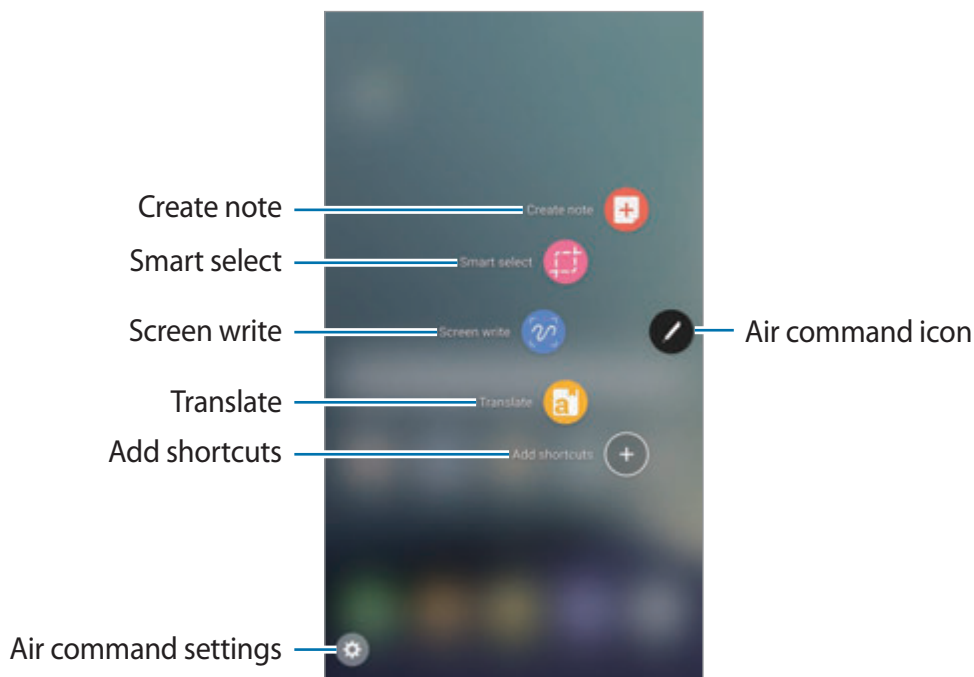 Create note
Create note
Smart select
Smart select
Screen write
Screen write
Air command icon
Translate
Translate
a
Add shortcuts
Add shortcuts
Air command settings